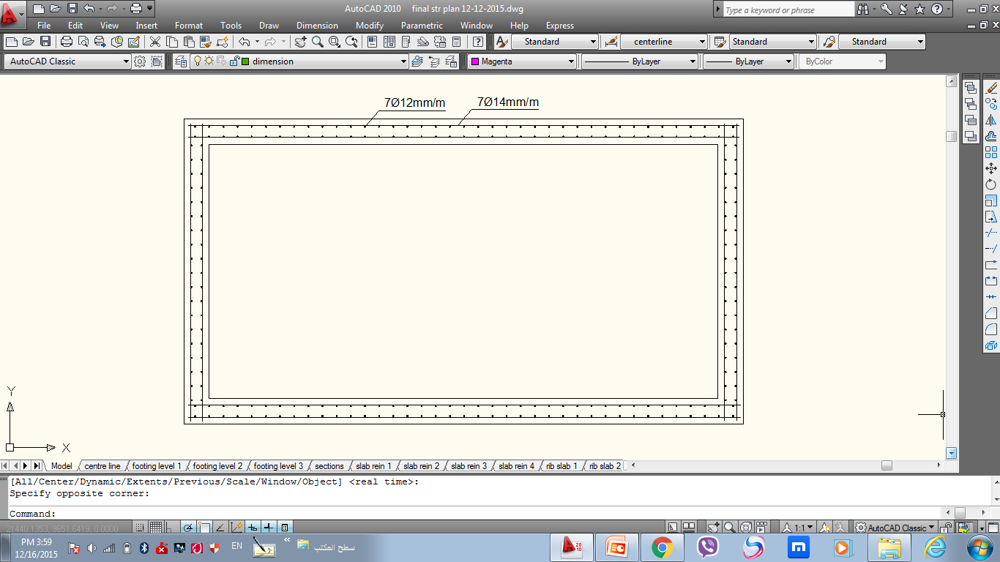 AutoCAD 2010 final str plan 12-12-2015.dwg
Type a keyword or phrase
File Edit View Insert Format Tools Draw Dimension Modify Parametric Window Help Express
Standard centerline Standard Standard
AutoCAD Classic dimension Magenta ByLayer ByLayer ByColor
7Ø12mm/m 7Ø14mm/m
Y
X
Model centre line footing level 1 footing level 2 footing level 3 sections slab rein 1 slab rein 2 slab rein 3 slab rein 4 rib slab 1 rib slab 2
[All/Center/Dynamic/Extents/Previous/Scale/Window/Object] <real time>:
Specify opposite corner:
Command:
21440.1353, 9651.6419, 0.0000 1:1 AutoCAD Classic
PM 3:59
12/16/2015
EN
سطح المكتب